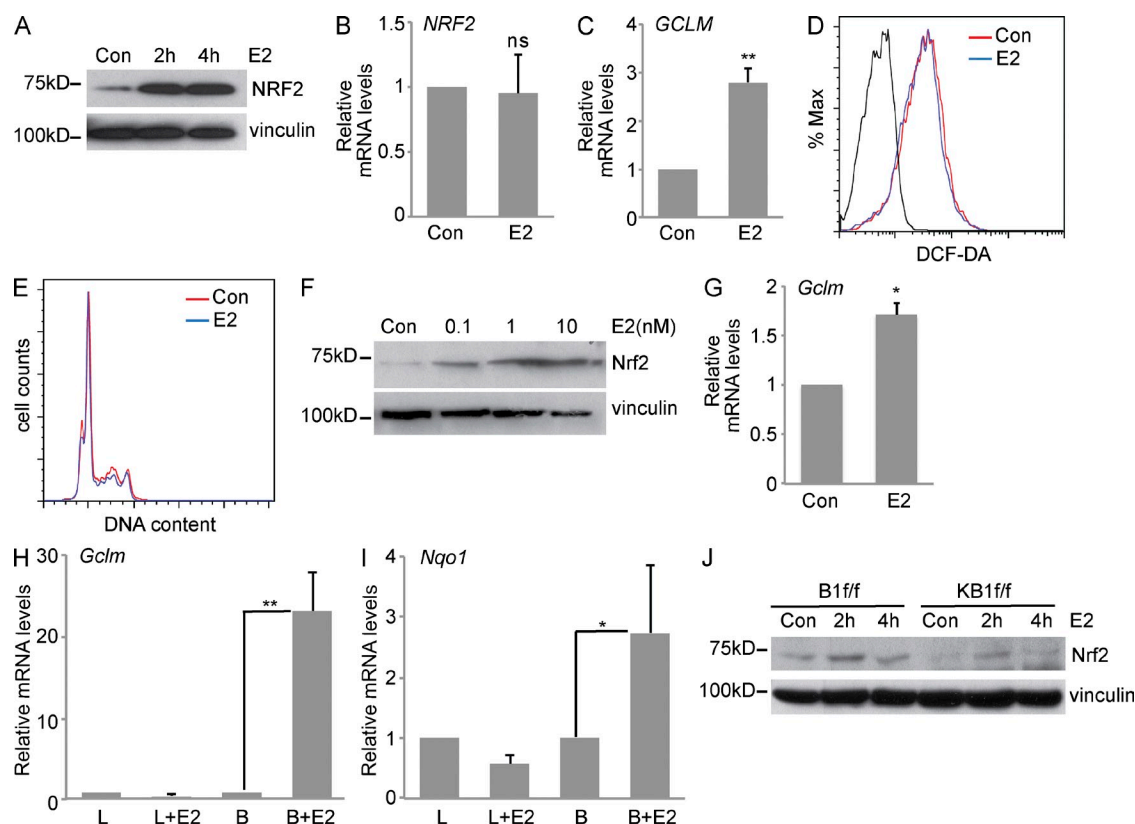 A
Con 2h 4h E2
75kD
NRF2
100kD
vinculin
B
NRF2
Relative
mRNA levels
1.5
1
0.5
0
ns
Con E2
C
GCLM
Relative
mRNA levels
4
3
2
1
0
**
Con E2
D
% Max
Con
E2
DCF-DA
E
cell counts
Con
E2
DNA content
F
Con 0.1 1 10 E2(nM)
75kD
Nrf2
100kD
vinculin
G
Gclm
Relative
mRNA levels
2
1.5
1
0.5
0
*
Con E2
H
Gclm
Relative mRNA levels
30
20
10
0
**
L L+E2 B B+E2
I
Nqo1
Relative mRNA levels
4
3
2
1
0
*
L L+E2 B B+E2
J
B1f/f KB1f/f
Con 2h 4h Con 2h 4h E2
75kD
Nrf2
100kD
vinculin